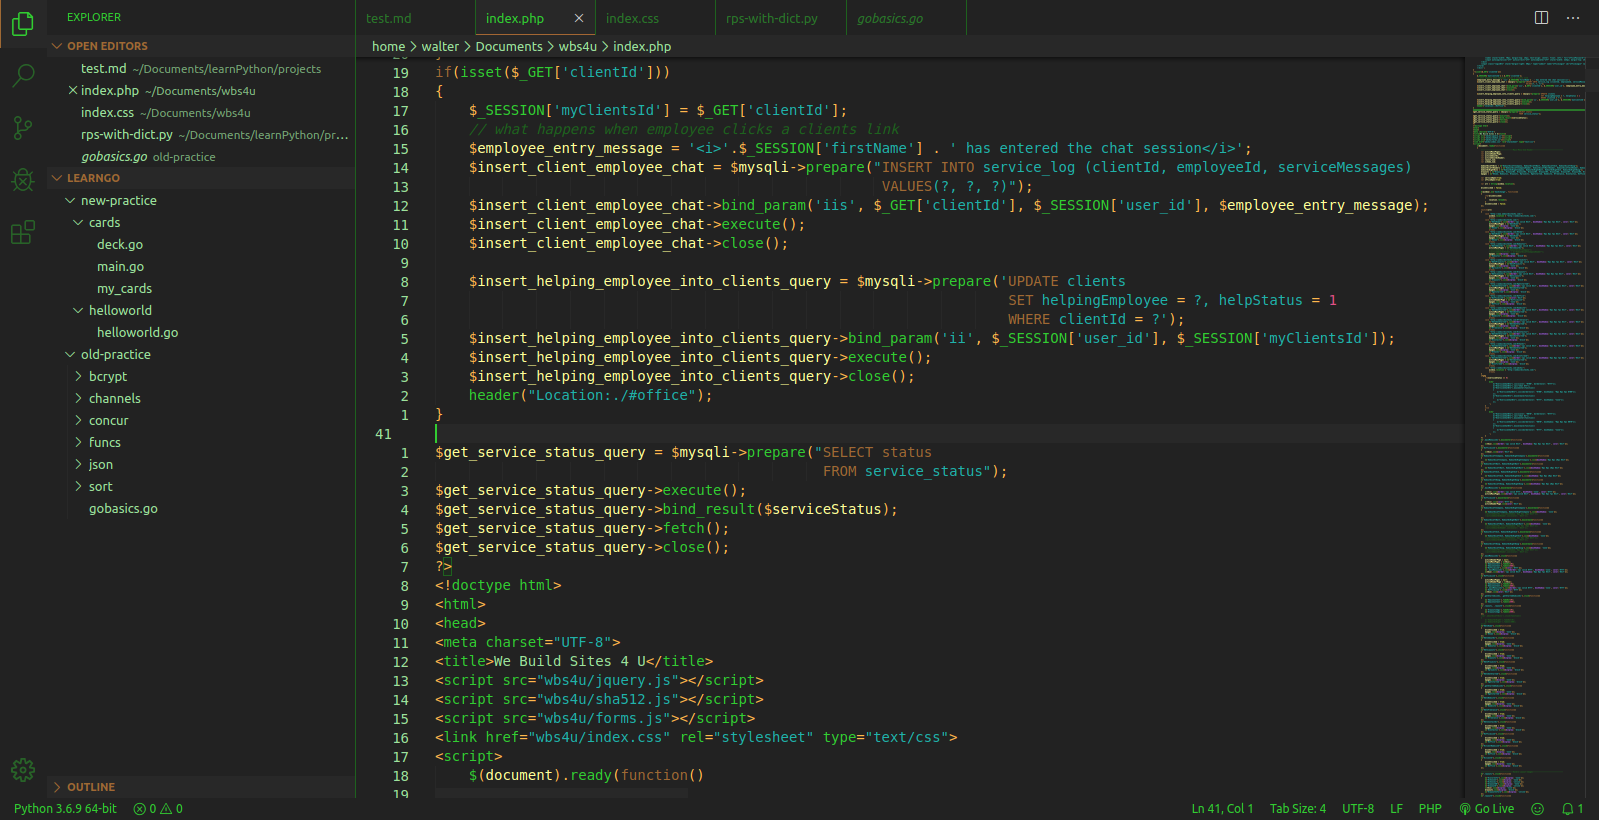 EXPLORER
OPEN EDITORS
test.md ~/Documents/learnPython/projects
index.php ~/Documents/wbs4u
index.css ~/Documents/wbs4u
rps-with-dict.py ~/Documents/learnPython/pr...
gobasics.go old-practice
LEARNGO
new-practice
cards
deck.go
main.go
my_cards
helloworld
helloworld.go
old-practice
bcrypt
channels
concur
funcs
json
sort
gobasics.go
OUTLINE
test.md index.php index.css rps-with-dict.py gobasics.go
home > walter > Documents > wbs4u > index.php
19 if(isset($_GET['clientId']))
18 {
17     $_SESSION['myClientsId'] = $_GET['clientId'];
16     // what happens when employee clicks a clients link
15     $employee_entry_message = '<i>'.$_SESSION['firstName'] . ' has entered the chat session</i>';
14     $insert_client_employee_chat = $mysqli->prepare("INSERT INTO service_log (clientId, employeeId, serviceMessages)
13                                                      VALUES(?, ?, ?)");
12     $insert_client_employee_chat->bind_param('iis', $_GET['clientId'], $_SESSION['user_id'], $employee_entry_message);
11     $insert_client_employee_chat->execute();
10     $insert_client_employee_chat->close();
9
8     $insert_helping_employee_into_clients_query = $mysqli->prepare('UPDATE clients
7                                                                    SET helpingEmployee = ?, helpStatus = 1
6                                                                    WHERE clientId = ?');
5     $insert_helping_employee_into_clients_query->bind_param('ii', $_SESSION['user_id'], $_SESSION['myClientsId']);
4     $insert_helping_employee_into_clients_query->execute();
3     $insert_helping_employee_into_clients_query->close();
2     header("Location:./#office");
1 }
41
1 $get_service_status_query = $mysqli->prepare("SELECT status
2                                               FROM service_status");
3 $get_service_status_query->execute();
4 $get_service_status_query->bind_result($serviceStatus);
5 $get_service_status_query->fetch();
6 $get_service_status_query->close();
7 ?>
8 <!doctype html>
9 <html>
10 <head>
11 <meta charset="UTF-8">
12 <title>We Build Sites 4 U</title>
13 <script src="wbs4u/jquery.js"></script>
14 <script src="wbs4u/sha512.js"></script>
15 <script src="wbs4u/forms.js"></script>
16 <link href="wbs4u/index.css" rel="stylesheet" type="text/css">
17 <script>
18     $(document).ready(function()
19
Python 3.6.9 64-bit 0 0 Ln 41, Col 1 Tab Size: 4 UTF-8 LF PHP Go Live 1